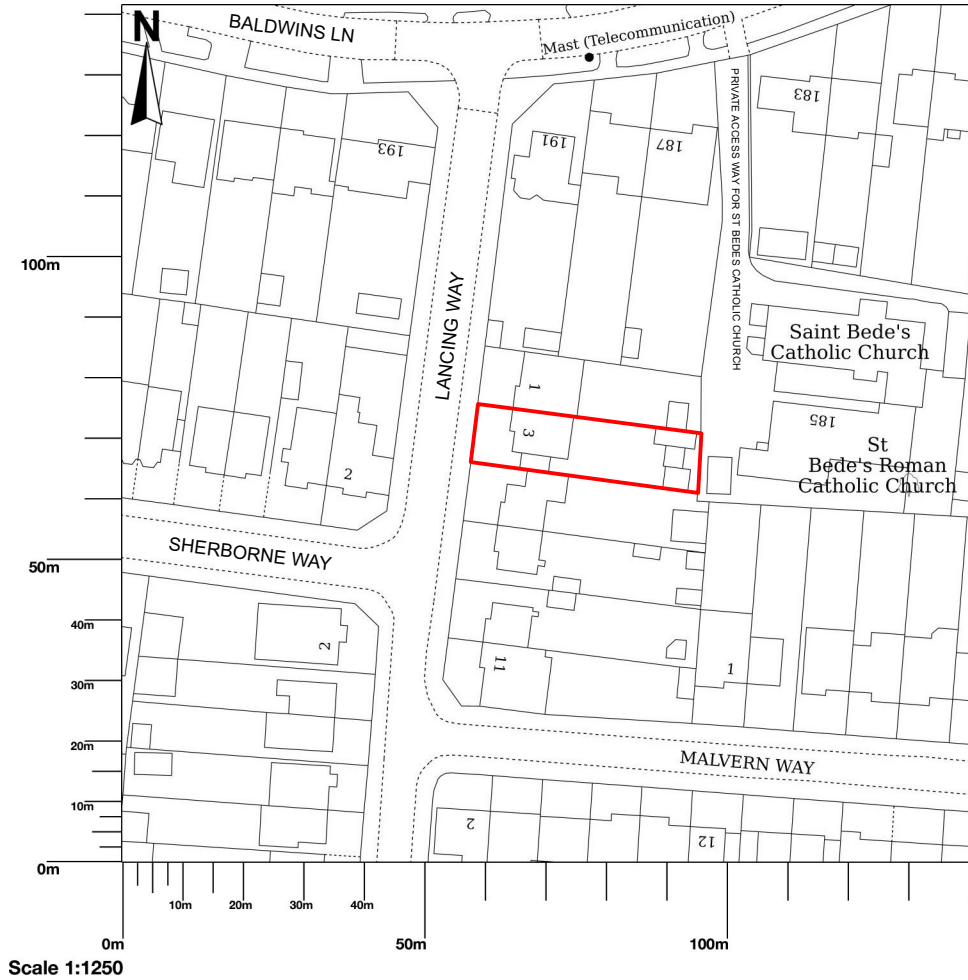 N
BALDWINS LN
Mast (Telecommunication)
PRIVATE ACCESS WAY FOR ST BEDES CATHOLIC CHURCH
183
193
191
187
100m
LANCING WAY
Saint Bede's
Catholic Church
1
3
185
St
Bede's Roman
Catholic Church
2
SHERBORNE WAY
50m
40m
2
30m
11
1
20m
MALVERN WAY
10m
2
12
0m
10m
20m
30m
40m
0m
50m
100m
Scale 1:1250